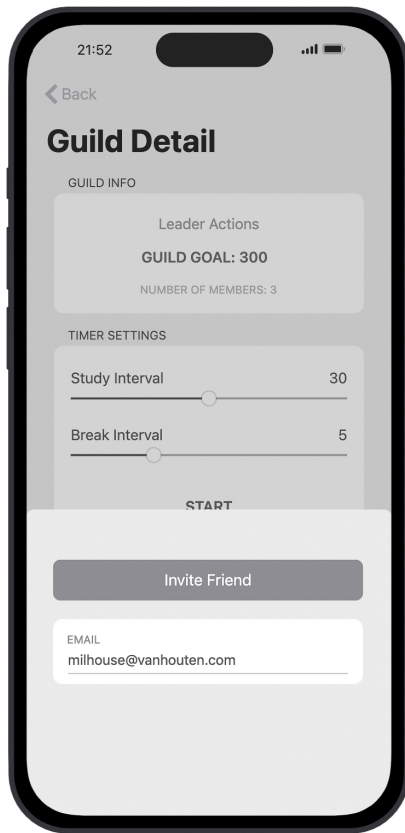 21:52
Back
Guild Detail
GUILD INFO
Leader Actions
GUILD GOAL: 300
NUMBER OF MEMBERS: 3
TIMER SETTINGS
Study Interval 30
Break Interval 5
START
Invite Friend
EMAIL
milhouse@vanhouten.com